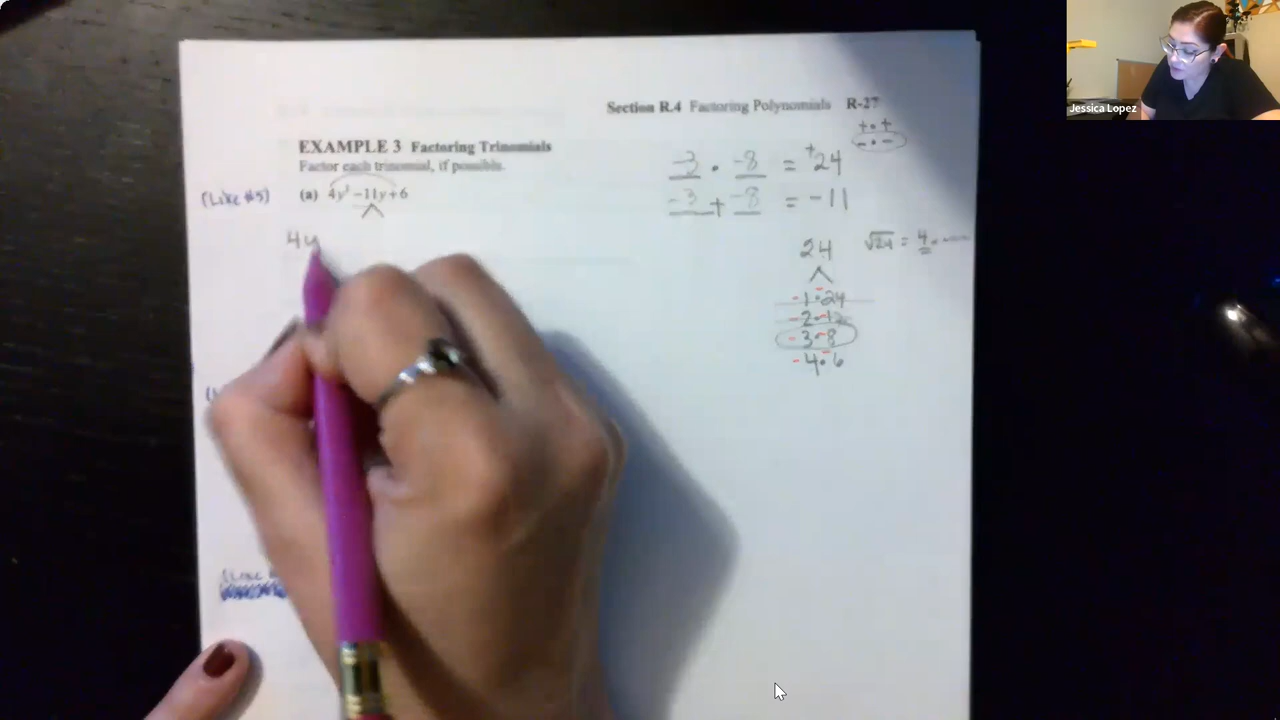 Section R.4 Factoring Polynomials R-27
EXAMPLE 3 Factoring Trinomials
Factor each trinomial, if possible.
(Like #5) (a) 4y² −11y+6
4y
+ • +
− • −
-3 • -8 = +24
-3 + -8 = -11
24
√24 = 4.
-1 • -24
-2 • -12
-3 • -8
-4 • -6
Jessica Lopez